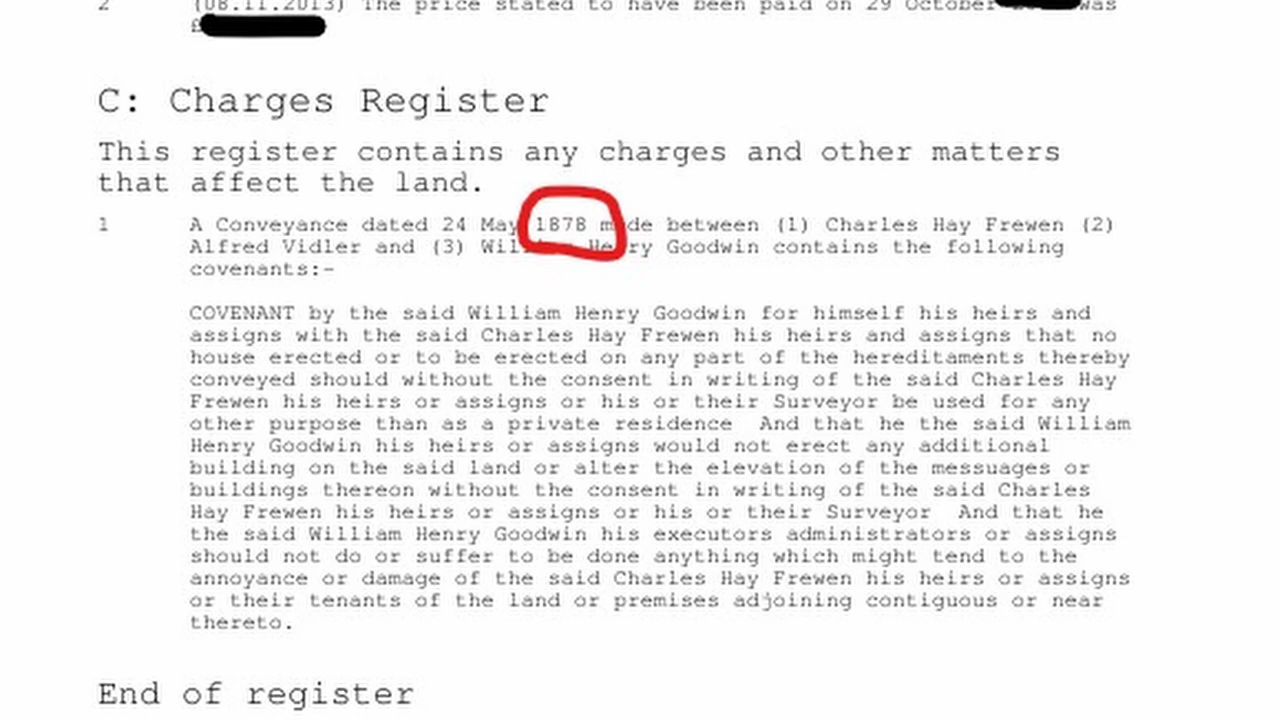 2 (08.11.2013) The price stated to have been paid on 29 October was
£
C: Charges Register
This register contains any charges and other matters
that affect the land.
1 A Conveyance dated 24 May 1878 made between (1) Charles Hay Frewen (2)
Alfred Vidler and (3) William Henry Goodwin contains the following
covenants:-
COVENANT by the said William Henry Goodwin for himself his heirs and
assigns with the said Charles Hay Frewen his heirs and assigns that no
house erected or to be erected on any part of the hereditaments thereby
conveyed should without the consent in writing of the said Charles Hay
Frewen his heirs or assigns or his or their Surveyor be used for any
other purpose than as a private residence And that he the said William
Henry Goodwin his heirs or assigns would not erect any additional
building on the said land or alter the elevation of the messuages or
buildings thereon without the consent in writing of the said Charles
Hay Frewen his heirs or assigns or his or their Surveyor And that he
the said William Henry Goodwin his executors administrators or assigns
should not do or suffer to be done anything which might tend to the
annoyance or damage of the said Charles Hay Frewen his heirs or assigns
or their tenants of the land or premises adjoining contiguous or near
thereto.
End of register